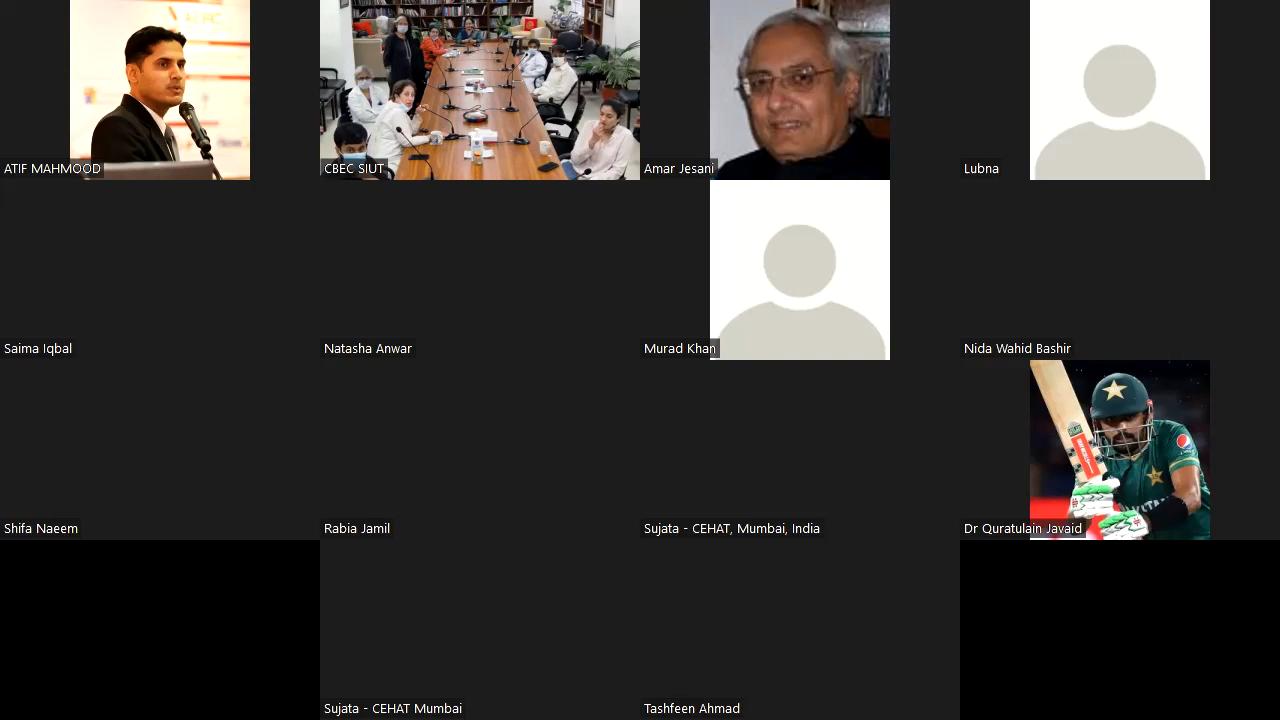 ATIF MAHMOOD
CBEC SIUT
Amar Jesani
Lubna
Saima Iqbal
Natasha Anwar
Murad Khan
Nida Wahid Bashir
Shifa Naeem
Rabia Jamil
Sujata - CEHAT, Mumbai, India
Dr Quratulain Javaid
Sujata - CEHAT Mumbai
Tashfeen Ahmad